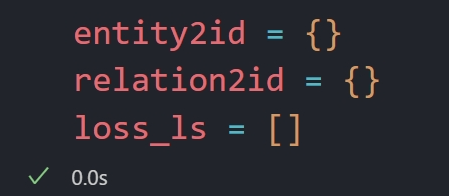 entity2id = {}
relation2id = {}
loss_ls = []
✓ 0.0s